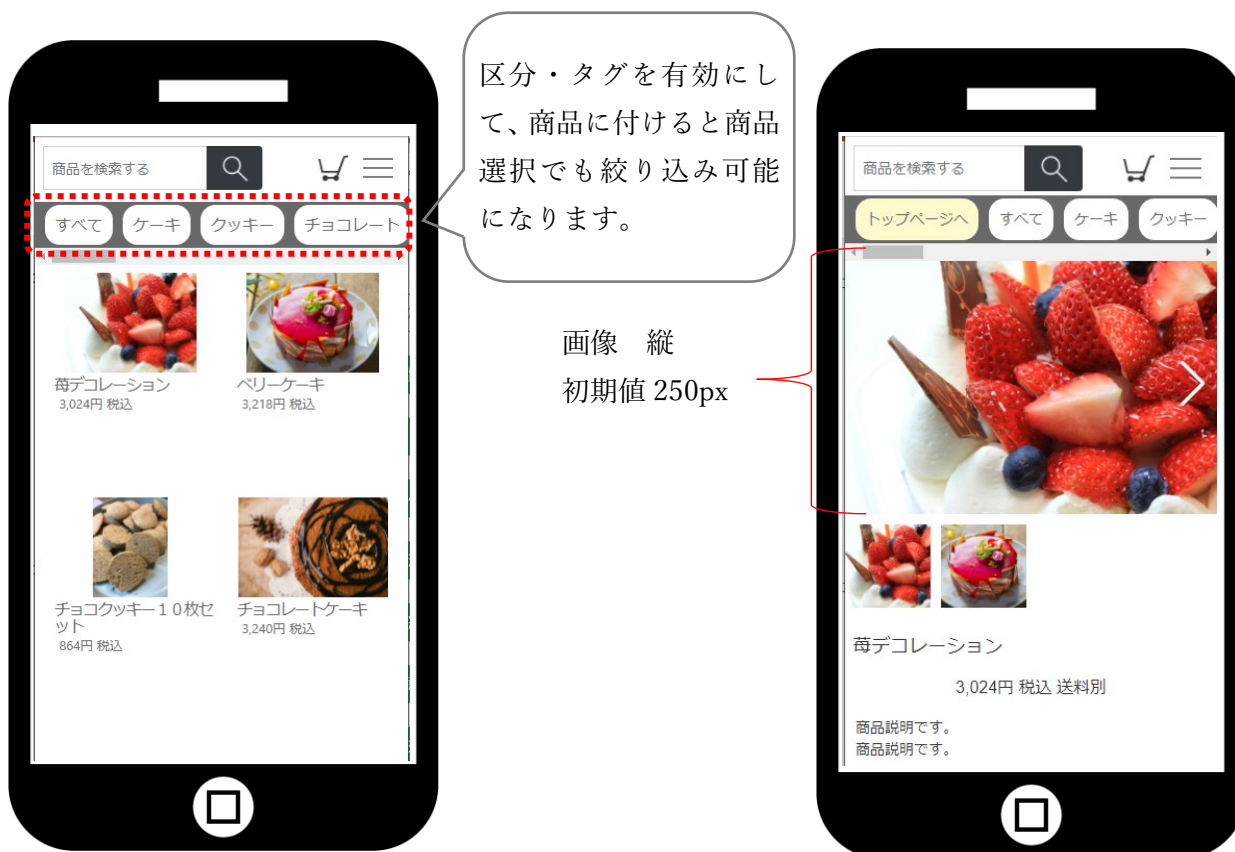 区分・タグを有効にし
て、商品に付けると商品
選択でも絞り込み可能
になります。
商品を検索する
すべて ケーキ クッキー チョコレート
苺デコレーション ベリーケーキ
3,024円 税込 3,218円 税込
チョコクッキー１０枚セ チョコレートケーキ
ット 3,240円 税込
864円 税込
画像　縦
初期値 250px
商品を検索する
トップページへ すべて ケーキ クッキー
苺デコレーション
3,024円 税込 送料別
商品説明です。
商品説明です。